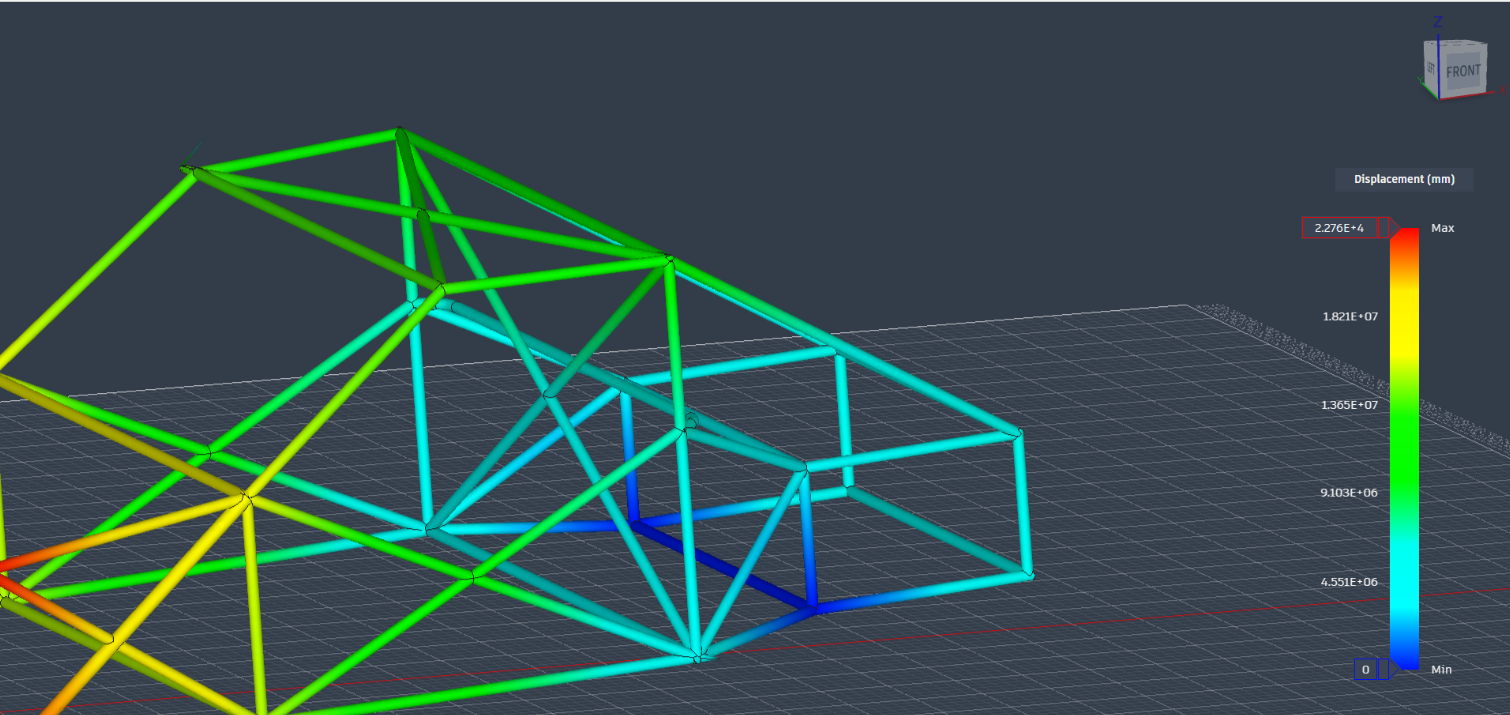 Z
FRONT
Displacement (mm)
2.276E+4
Max
1.821E+07
1.365E+07
9.103E+06
4.551E+06
0
Min